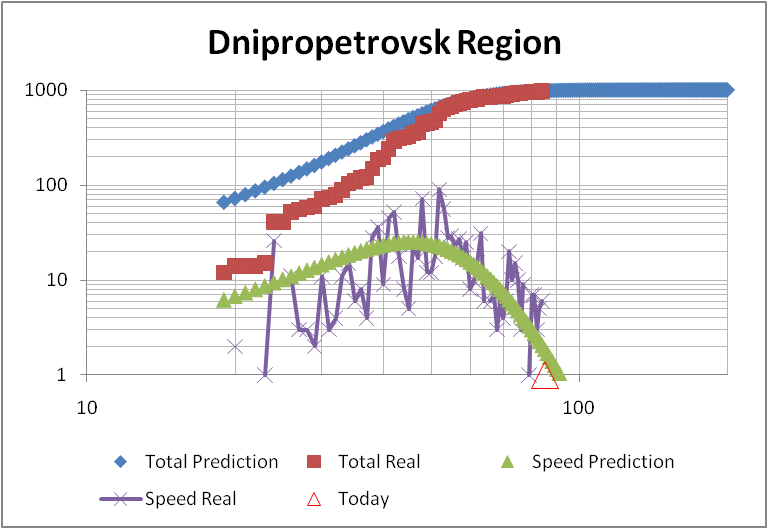 Dnipropetrovsk Region
1000
100
10
1
10 100
Total Prediction Total Real Speed Prediction
Speed Real Today